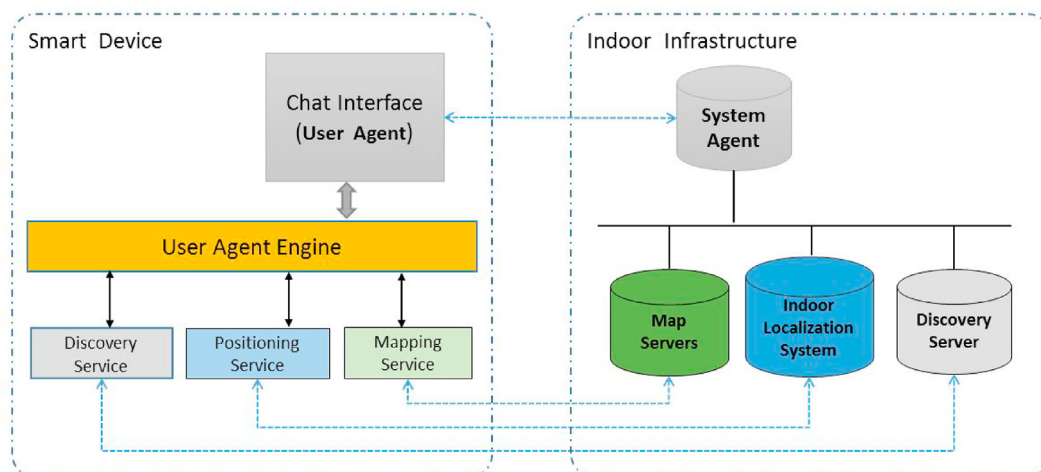 Smart Device
Indoor Infrastructure
Chat Interface
(User Agent)
System
Agent
User Agent Engine
Discovery
Service
Positioning
Service
Mapping
Service
Map
Servers
Indoor
Localization
System
Discovery
Server